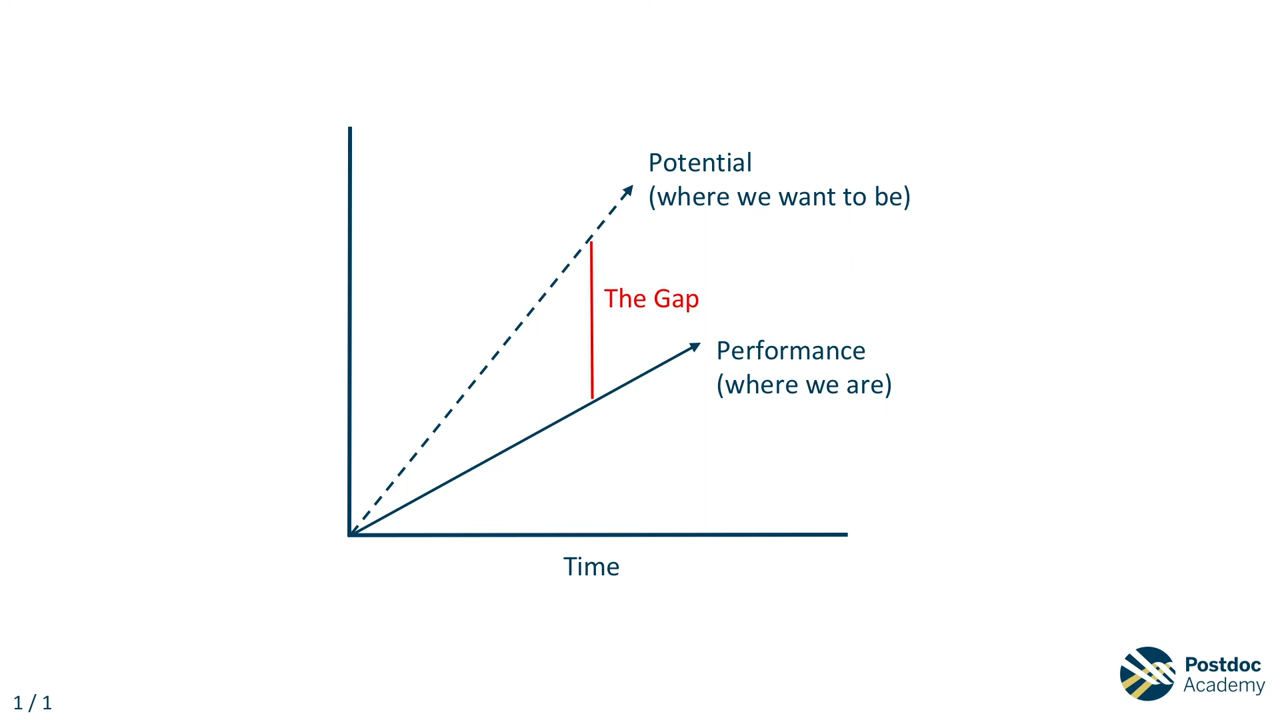 Potential
(where we want to be)
The Gap
Performance
(where we are)
Time
Postdoc
Academy
1 / 1